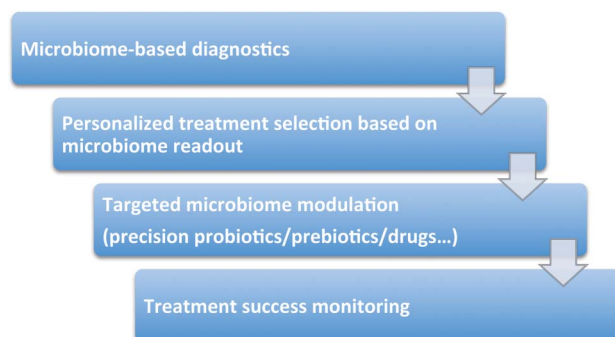 Microbiome-based diagnostics
Personalized treatment selection based on
microbiome readout
Targeted microbiome modulation
(precision probiotics/prebiotics/drugs...)
Treatment success monitoring